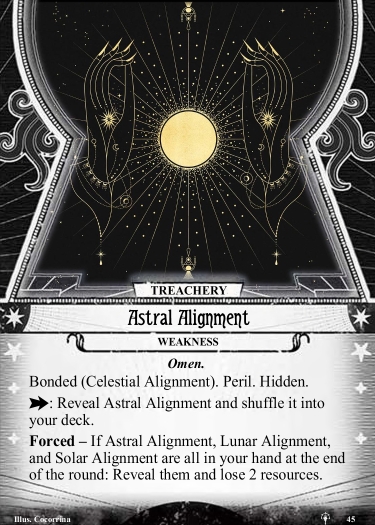 TREACHERY
Astral Alignment
WEAKNESS
Omen.
Bonded (Celestial Alignment). Peril. Hidden.
: Reveal Astral Alignment and shuffle it into
your deck.
Forced – If Astral Alignment, Lunar Alignment,
and Solar Alignment are all in your hand at the end
of the round: Reveal them and lose 2 resources.
Illus. Cocorrina
45